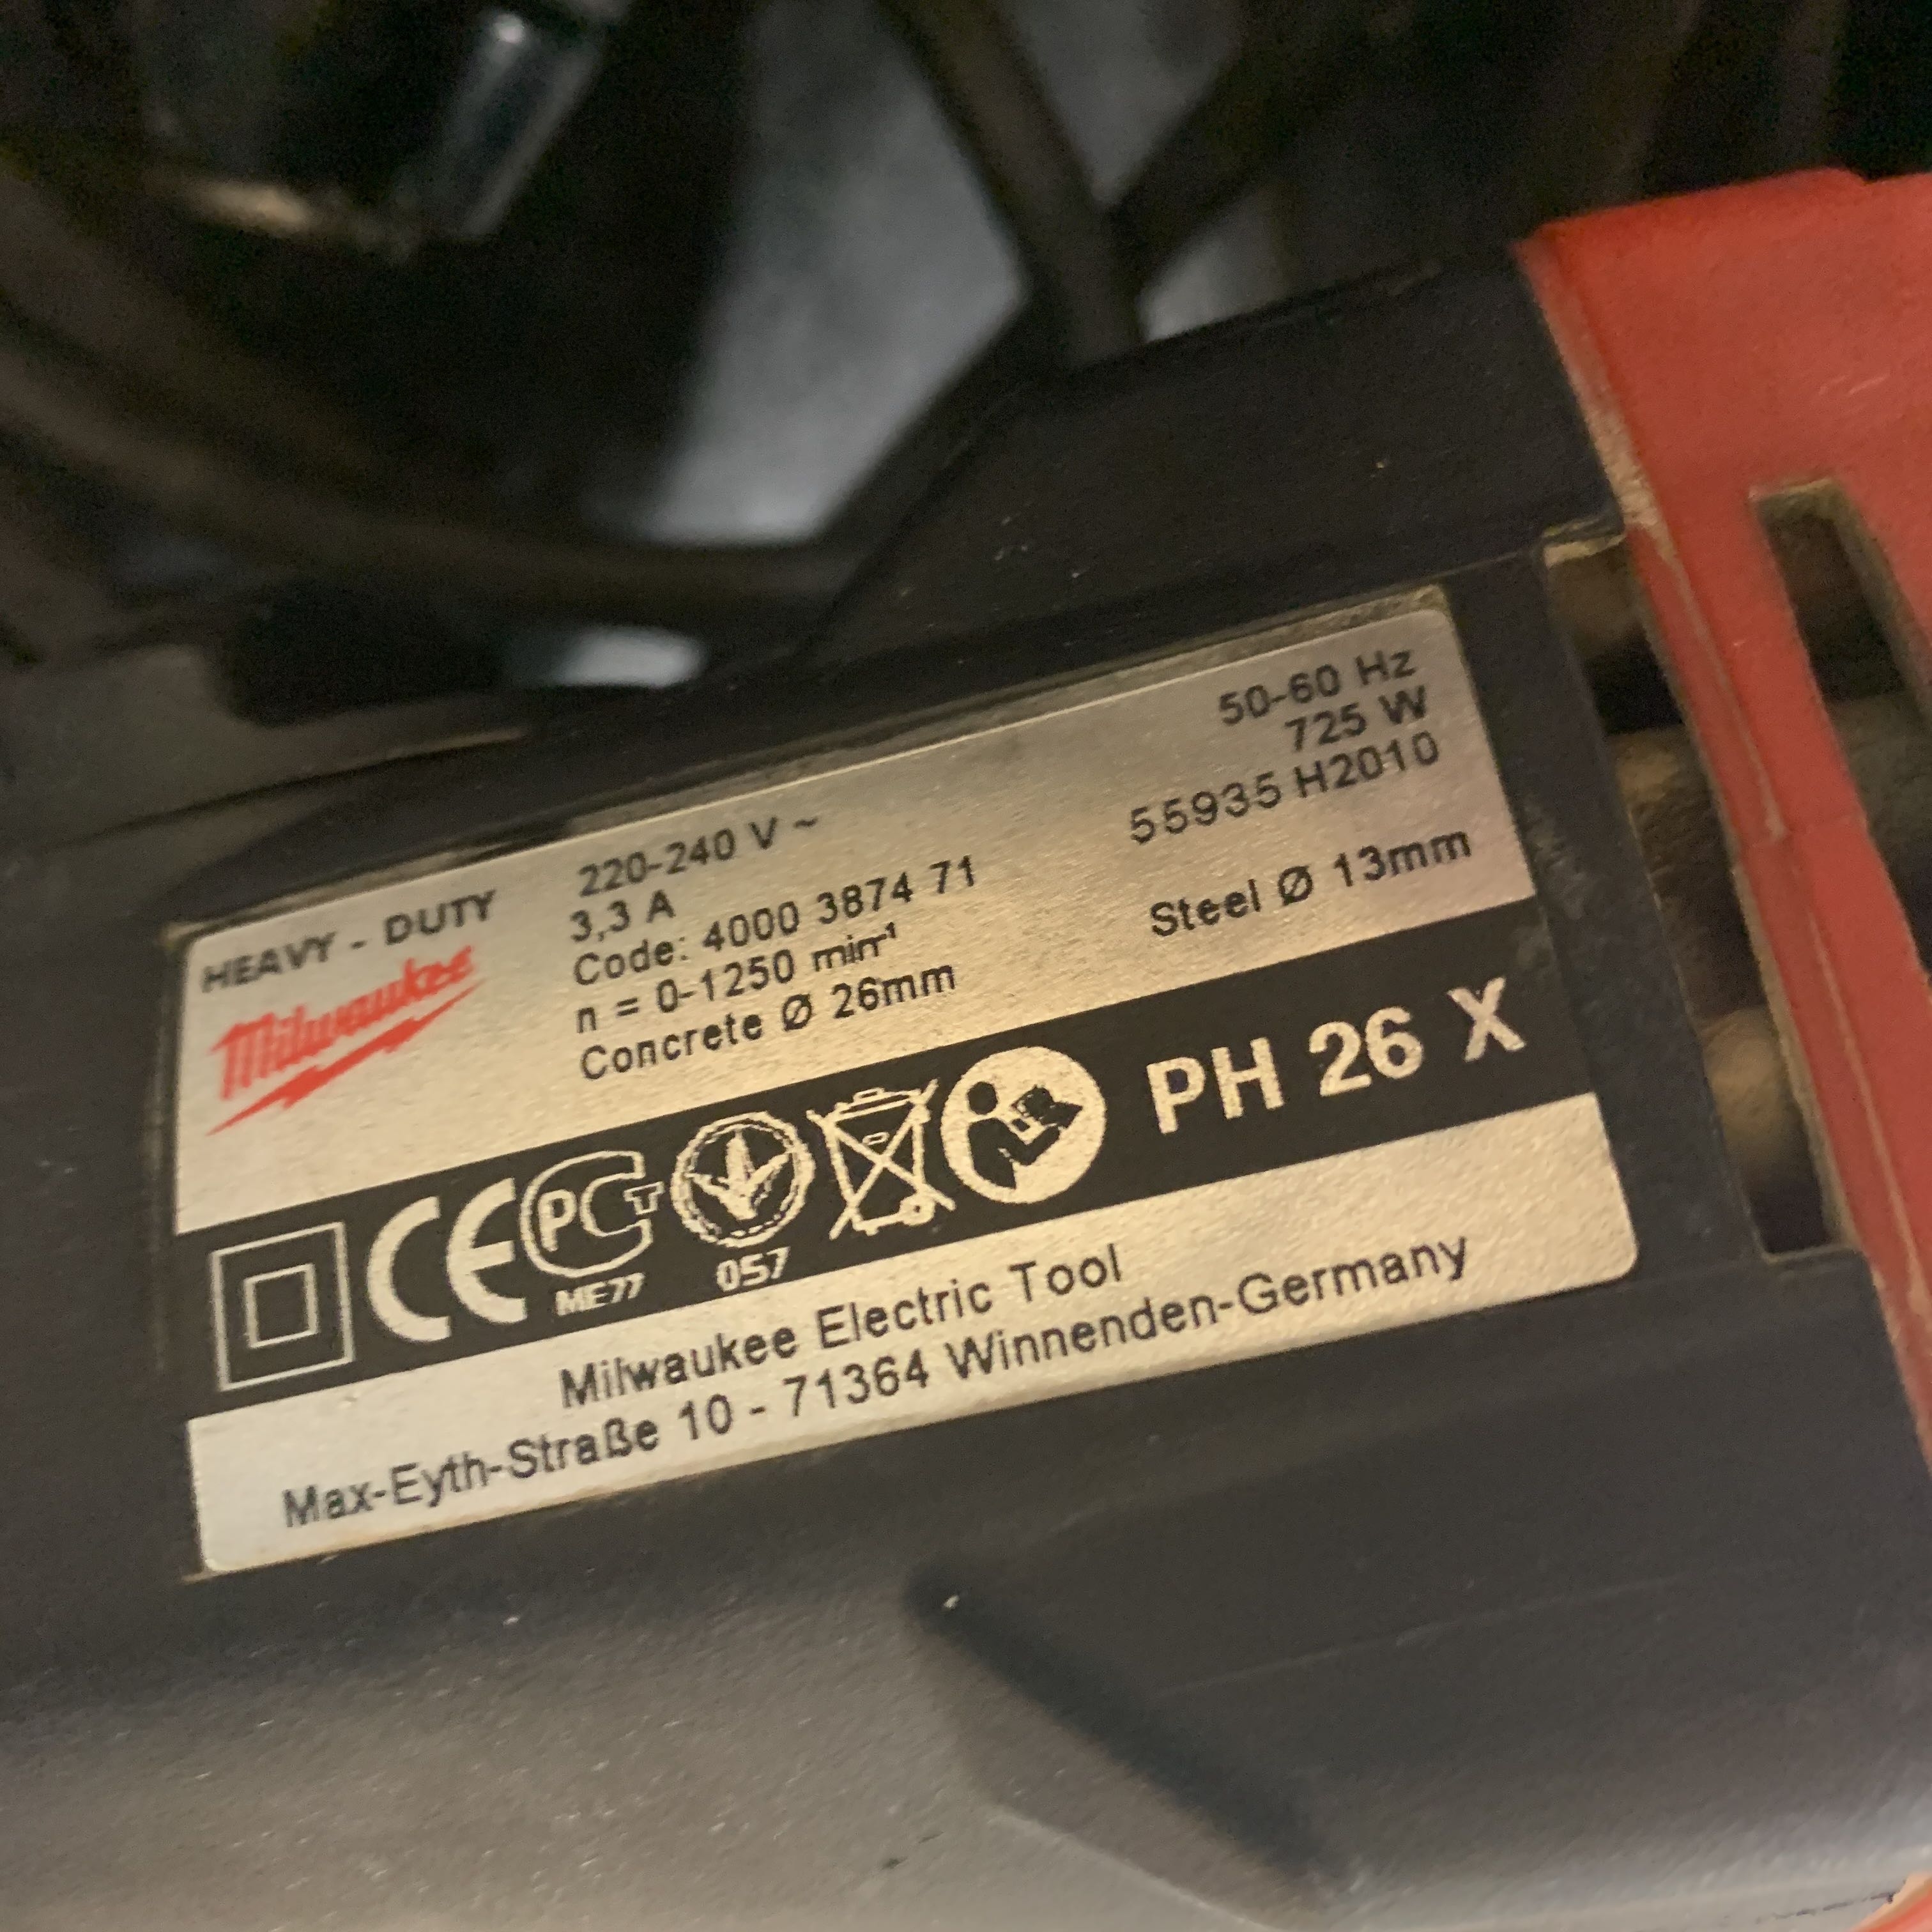 HEAVY - DUTY
Milwaukee
220-240 V ~
50-60 Hz
3,3 A
725 W
Code: 4000 3874 71
55935 H2010
n = 0-1250 min⁻¹
Concrete Ø 26mm
Steel Ø 13mm
CE
PCT
ME77
057
PH 26 X
Milwaukee Electric Tool
Max-Eyth-Straße 10 - 71364 Winnenden-Germany